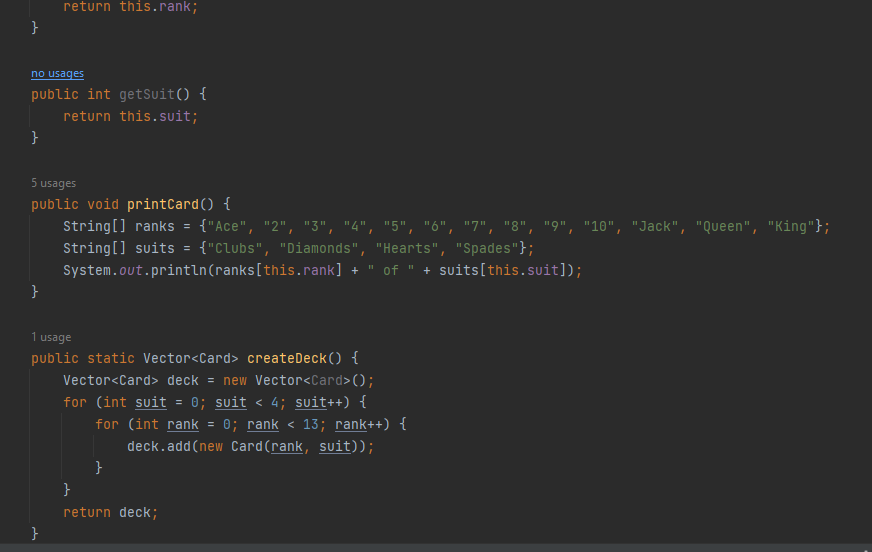 return this.rank;
}
no usages
public int getSuit() {
return this.suit;
}
5 usages
public void printCard() {
String[] ranks = {"Ace", "2", "3", "4", "5", "6", "7", "8", "9", "10", "Jack", "Queen", "King"};
String[] suits = {"Clubs", "Diamonds", "Hearts", "Spades"};
System.out.println(ranks[this.rank] + " of " + suits[this.suit]);
}
1 usage
public static Vector<Card> createDeck() {
Vector<Card> deck = new Vector<Card>();
for (int suit = 0; suit < 4; suit++) {
for (int rank = 0; rank < 13; rank++) {
deck.add(new Card(rank, suit));
}
}
return deck;
}